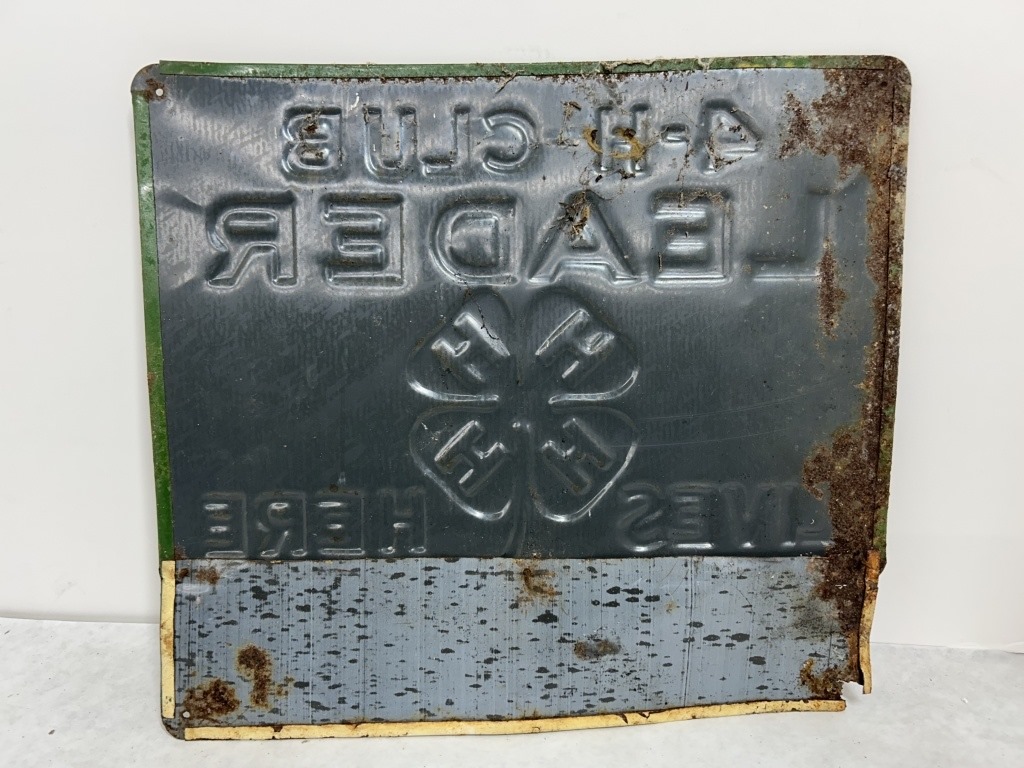 4-H CLUB
LEADER
H H
H H
LIVES HERE